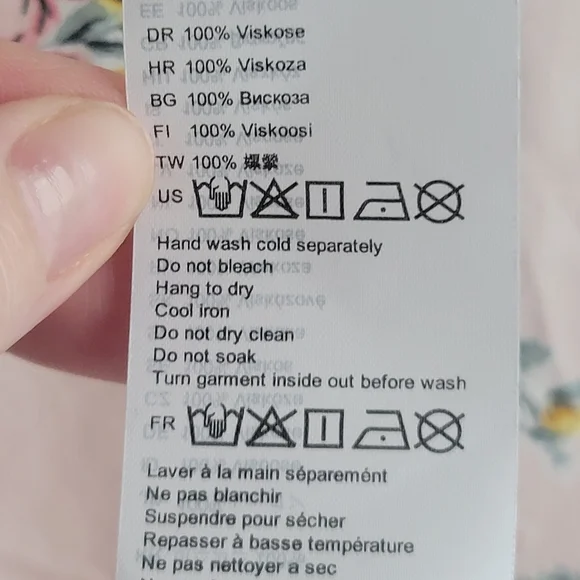 DR 100% Viskose
HR 100% Viskoza
BG 100% Вискоза
FI 100% Viskoosi
TW 100% 嫘縈
US
Hand wash cold separately
Do not bleach
Hang to dry
Cool iron
Do not dry clean
Do not soak
Turn garment inside out before wash
FR
Laver à la main séparemént
Ne pas blanchir
Suspendre pour sécher
Repasser à basse température
Ne pas nettoyer a sec